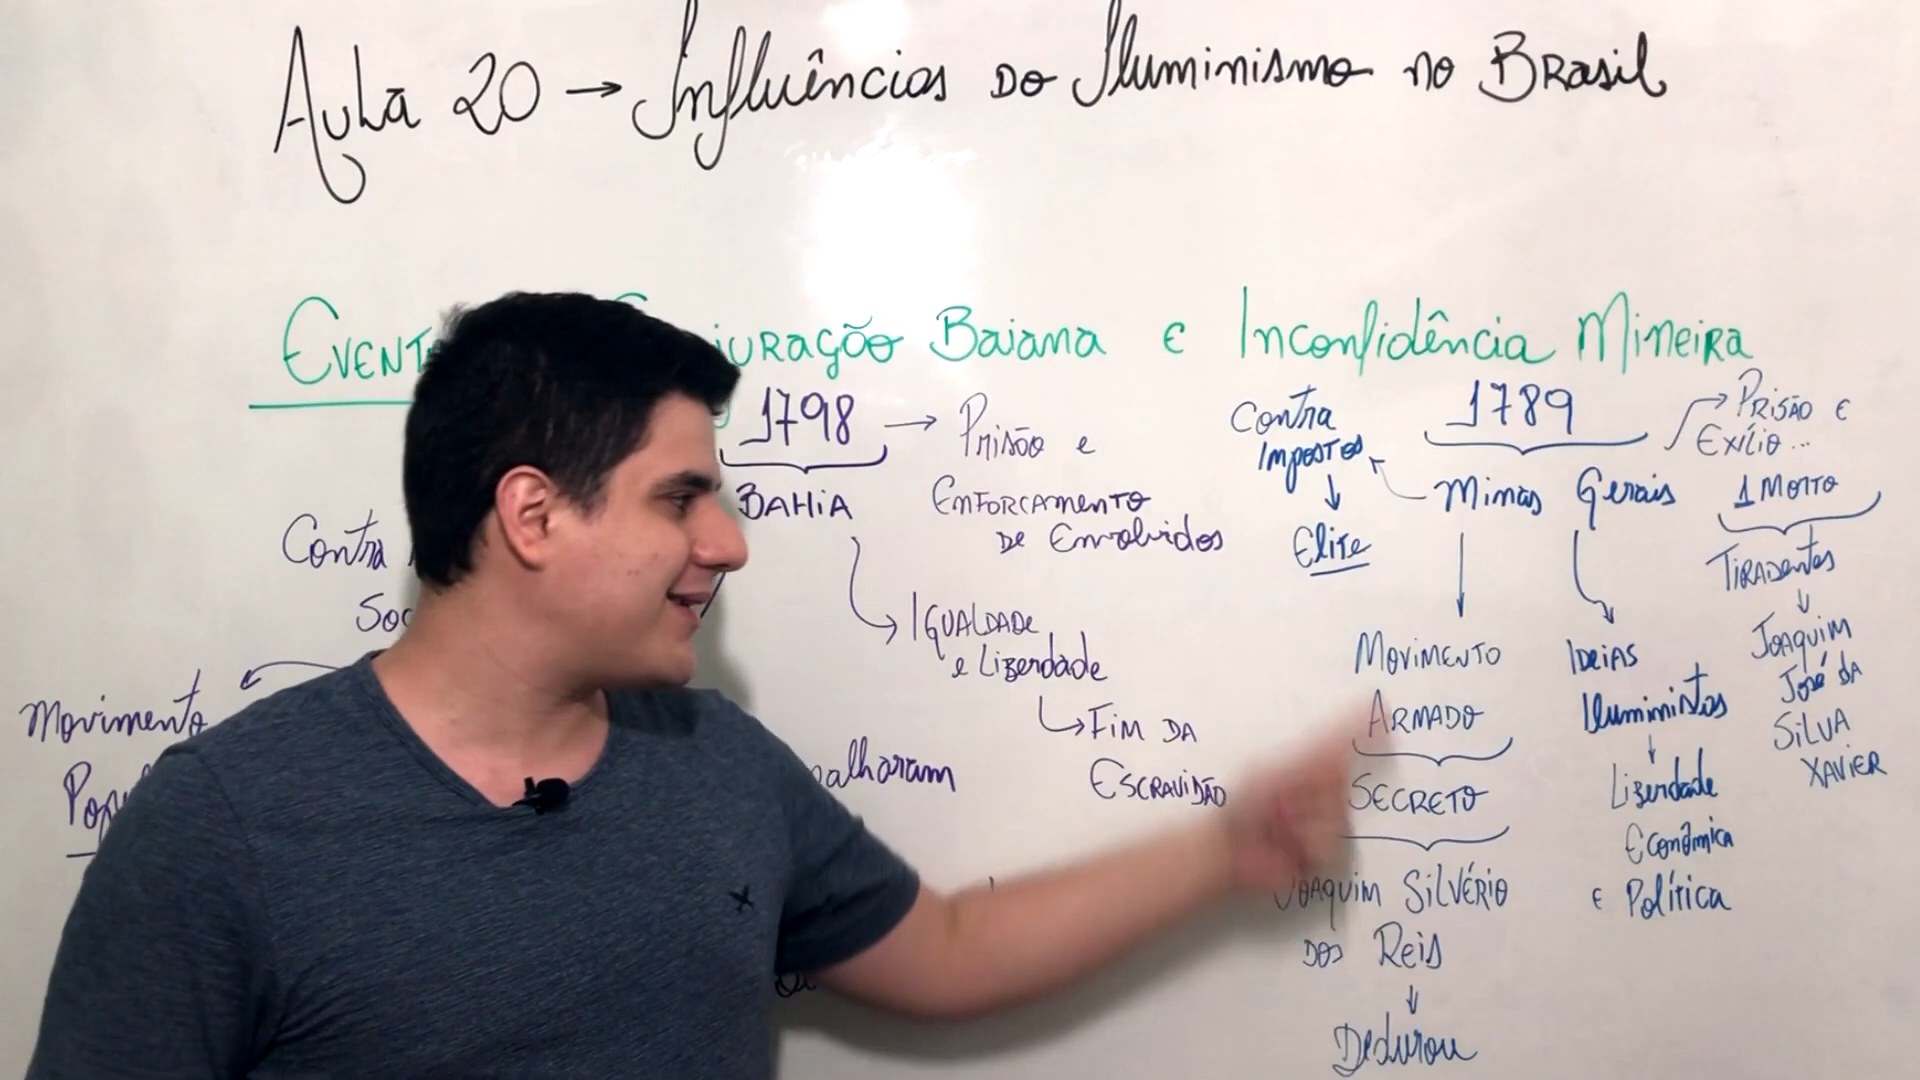 Aula 20 → Influências do Iluminismo no Brasil
Baiana e Inconfidência Mineira
1798 → Prisão e
Enforcamento
de Envolvidos
Bahia
Contra
Movimento
Igualdade
e Liberdade
Fim da
Escravidão
Contra
Impostos
Elite
1789
Minas Gerais
Prisão e
Exílio...
1 Morto
Tiradentes
Joaquim
José da
Silva
Xavier
Movimento
Armado
Secreto
Joaquim Silvério
dos Reis
Dedurou
Ideias
Iluministas
Liberdade
Econômica
e Política